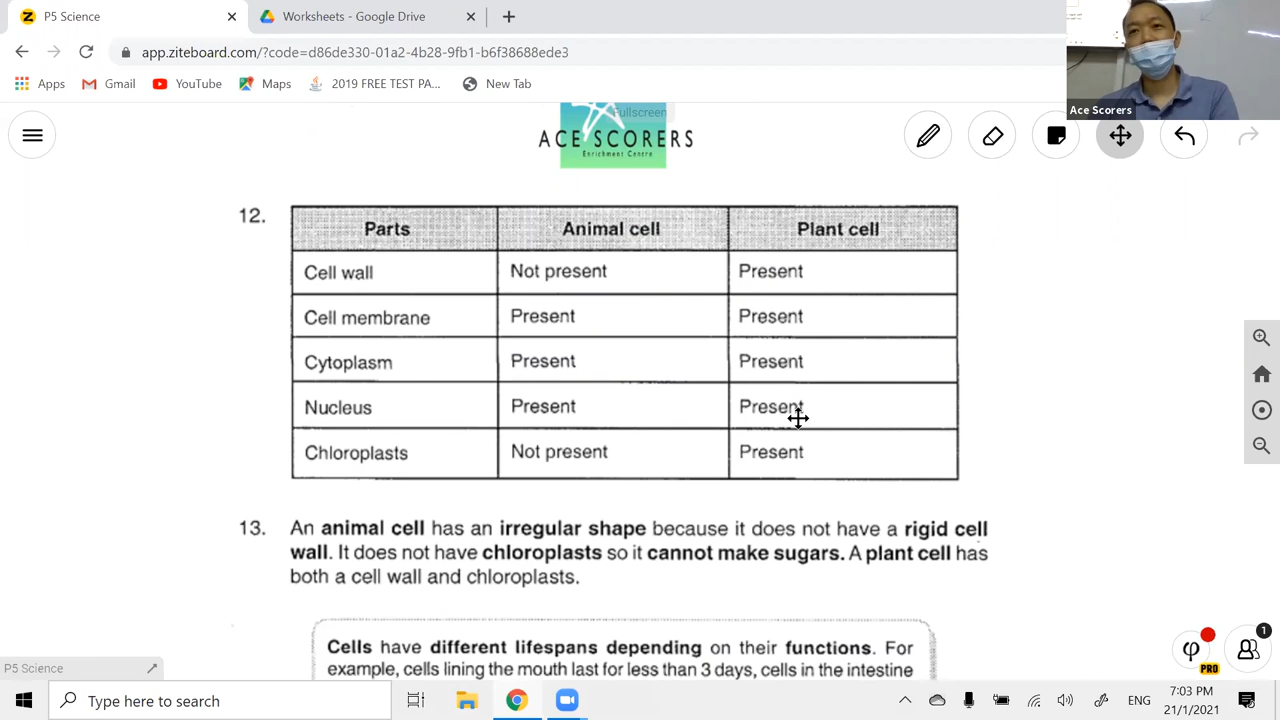 P5 Science
Worksheets - Google Drive
app.ziteboard.com/?code=d86de33001a2-4b28-9fb1-b6f38688ede3
Apps
Gmail
YouTube
Maps
2019 FREE TEST PA...
New Tab
Ace Scorers
Fullscreen
ACE SCORERS
Enrichment Centre
12.
Parts Animal cell Plant cell
Cell wall Not present Present
Cell membrane Present Present
Cytoplasm Present Present
Nucleus Present Present
Chloroplasts Not present Present
13. An animal cell has an irregular shape because it does not have a rigid cell
wall. It does not have chloroplasts so it cannot make sugars. A plant cell has
both a cell wall and chloroplasts.
Cells have different lifespans depending on their functions. For
example, cells lining the mouth last for less than 3 days, cells in the intestine
1
PRO
P5 Science
Type here to search
ENG
7:03 PM
21/1/2021